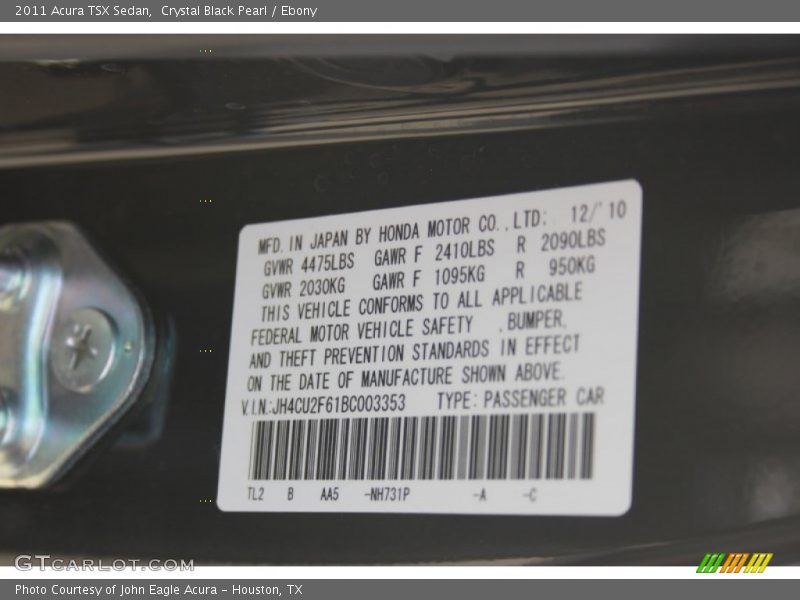 2011 Acura TSX Sedan, Crystal Black Pearl / Ebony
MFD. IN JAPAN BY HONDA MOTOR CO., LTD: 12/'10
GVWR 4475LBS GAWR F 2410LBS R 2090LBS
GVWR 2030KG GAWR F 1095KG R 950KG
THIS VEHICLE CONFORMS TO ALL APPLICABLE
FEDERAL MOTOR VEHICLE SAFETY , BUMPER,
AND THEFT PREVENTION STANDARDS IN EFFECT
ON THE DATE OF MANUFACTURE SHOWN ABOVE.
V.I.N.:JH4CU2F61BC003353 TYPE: PASSENGER CAR
TL2 B AA5 -NH731P -A -C
GTCARLOT.COM
Photo Courtesy of John Eagle Acura - Houston, TX